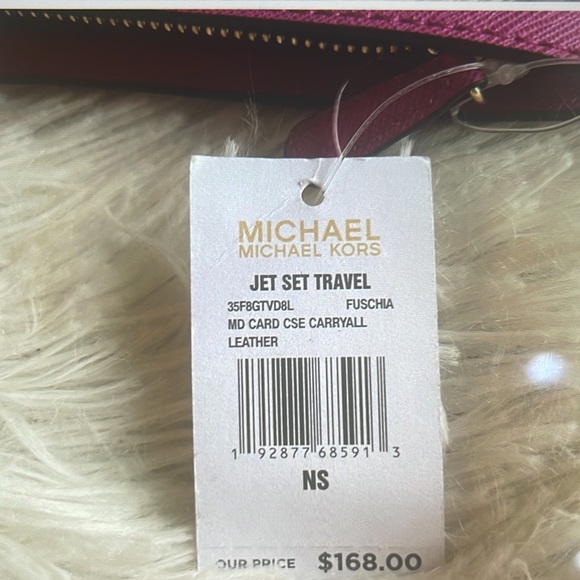 MICHAEL
MICHAEL KORS
JET SET TRAVEL
35F8GTVD8L FUSCHIA
MD CARD CSE CARRYALL
LEATHER
1 92877 68591 3
NS
OUR PRICE $168.00